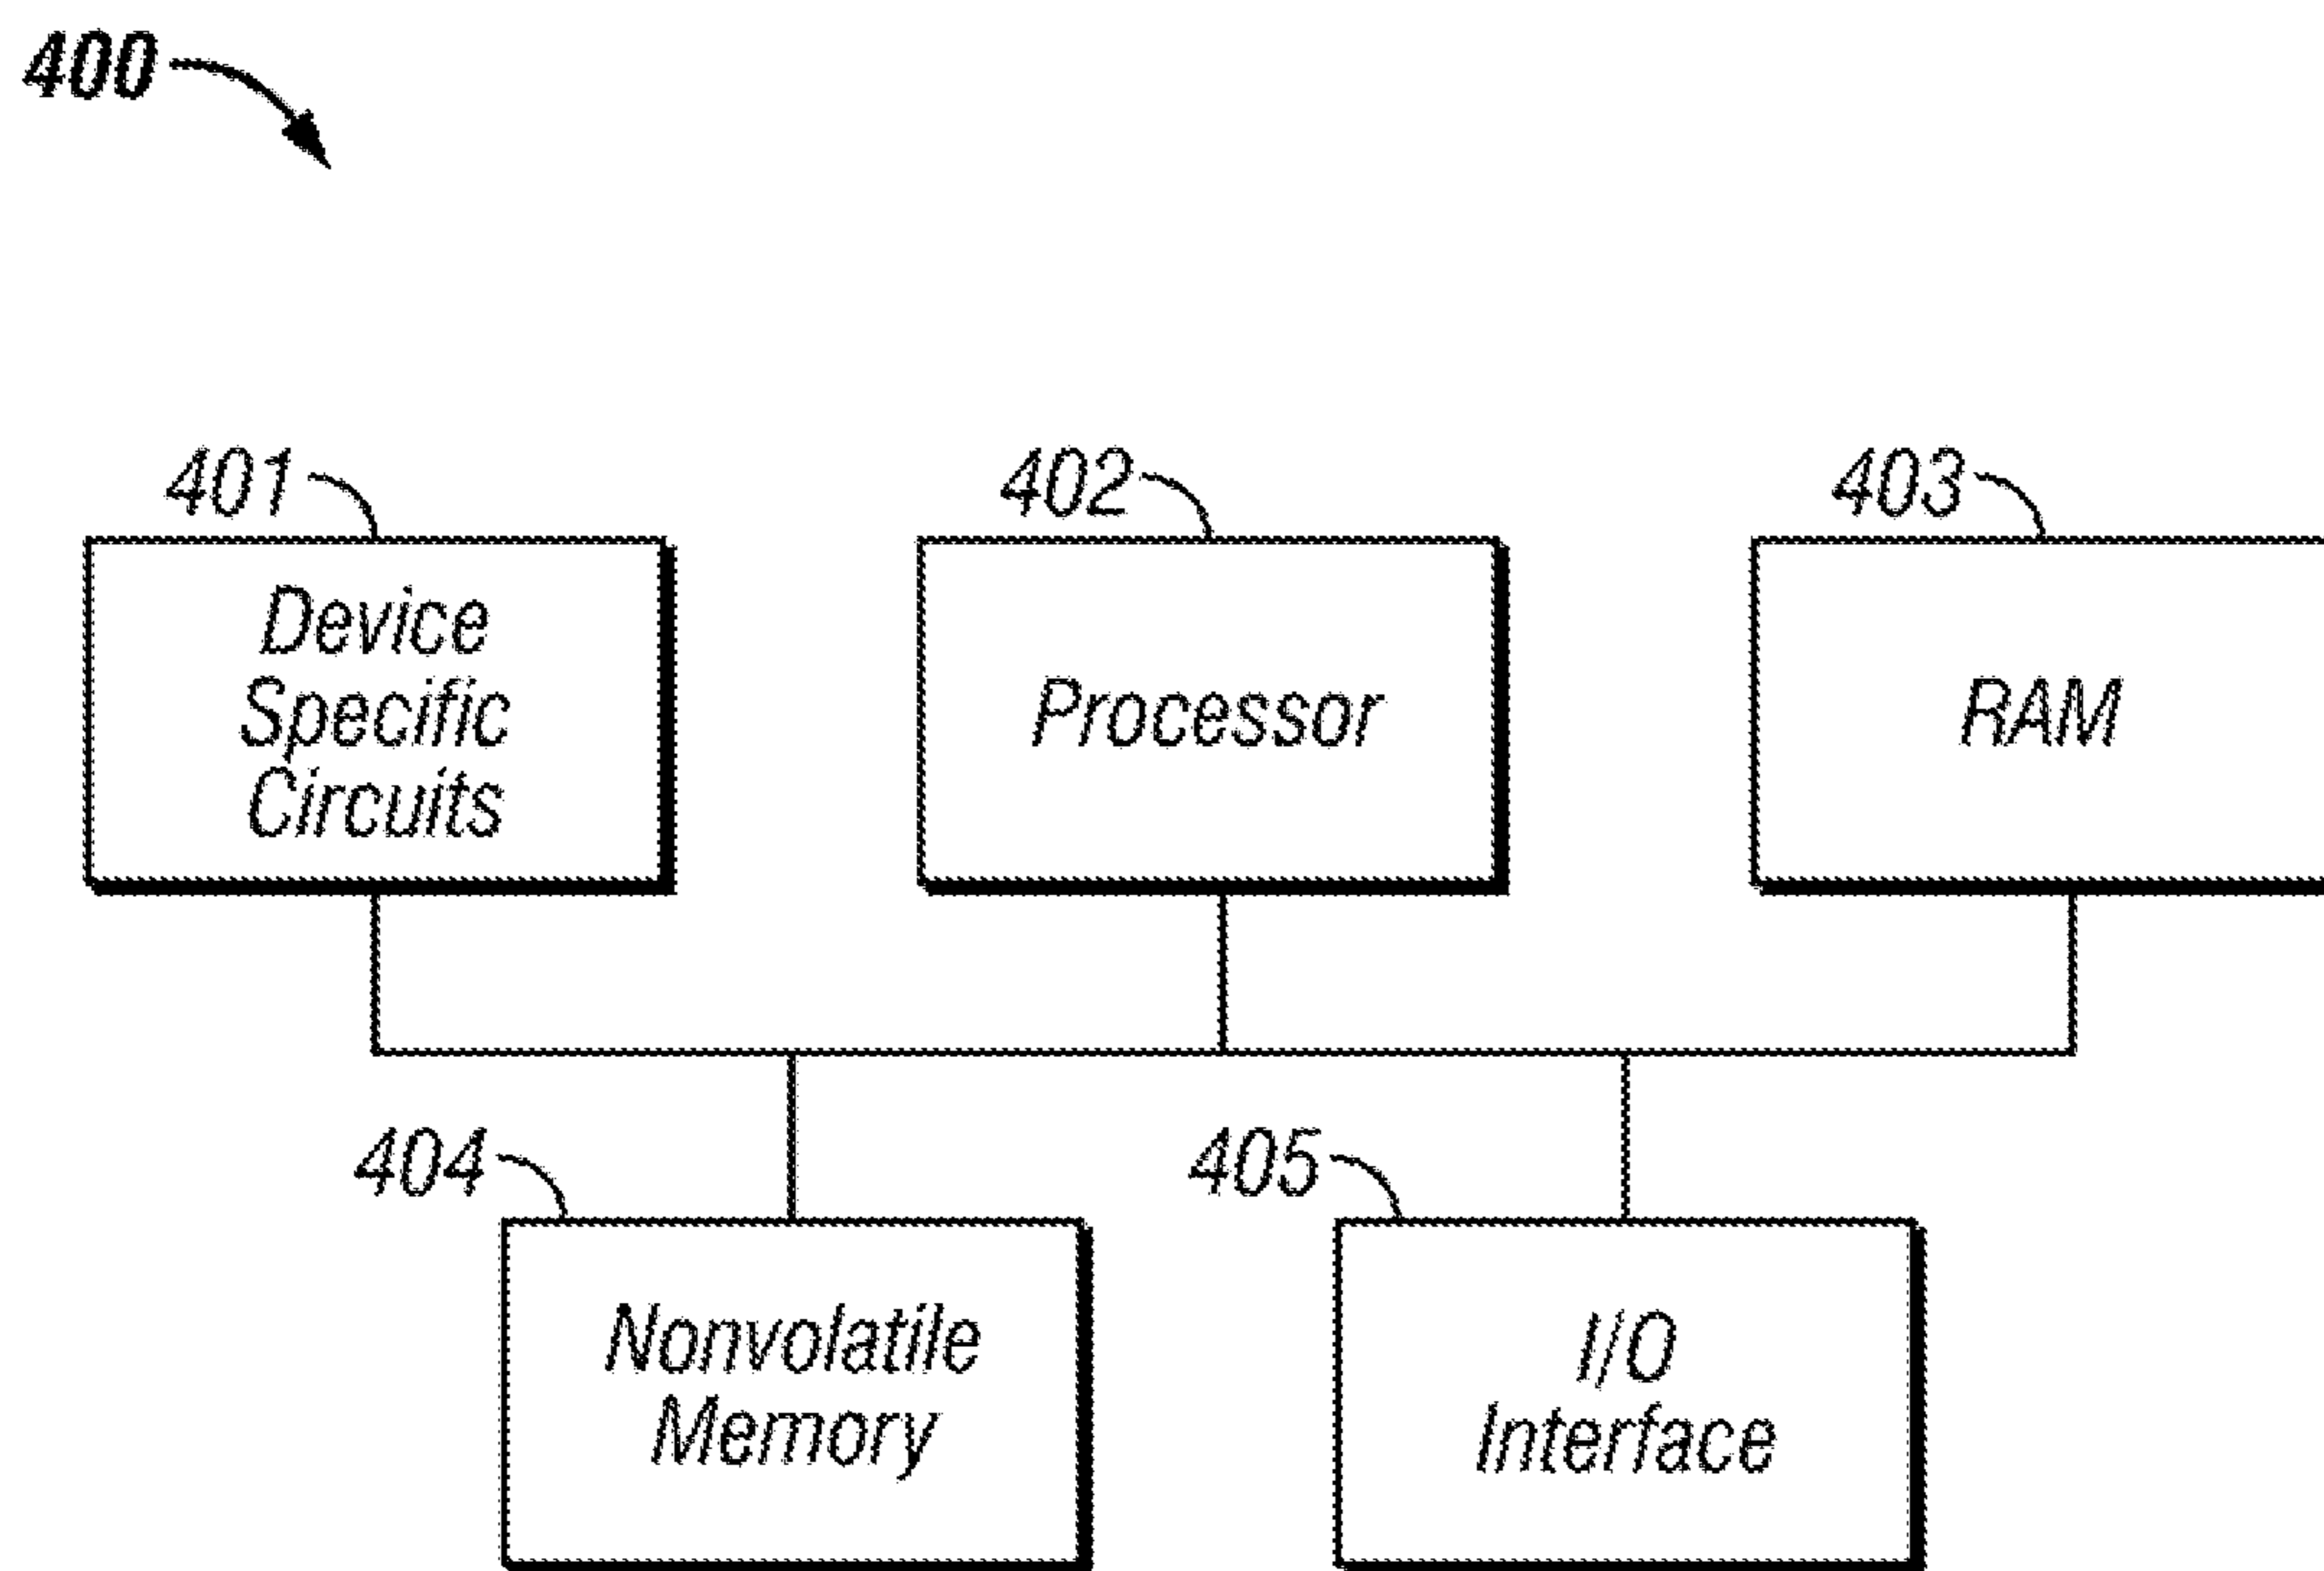 400
401
402
403
Device
Specific
Circuits
Processor
RAM
404
405
Nonvolatile
Memory
I/O
Interface